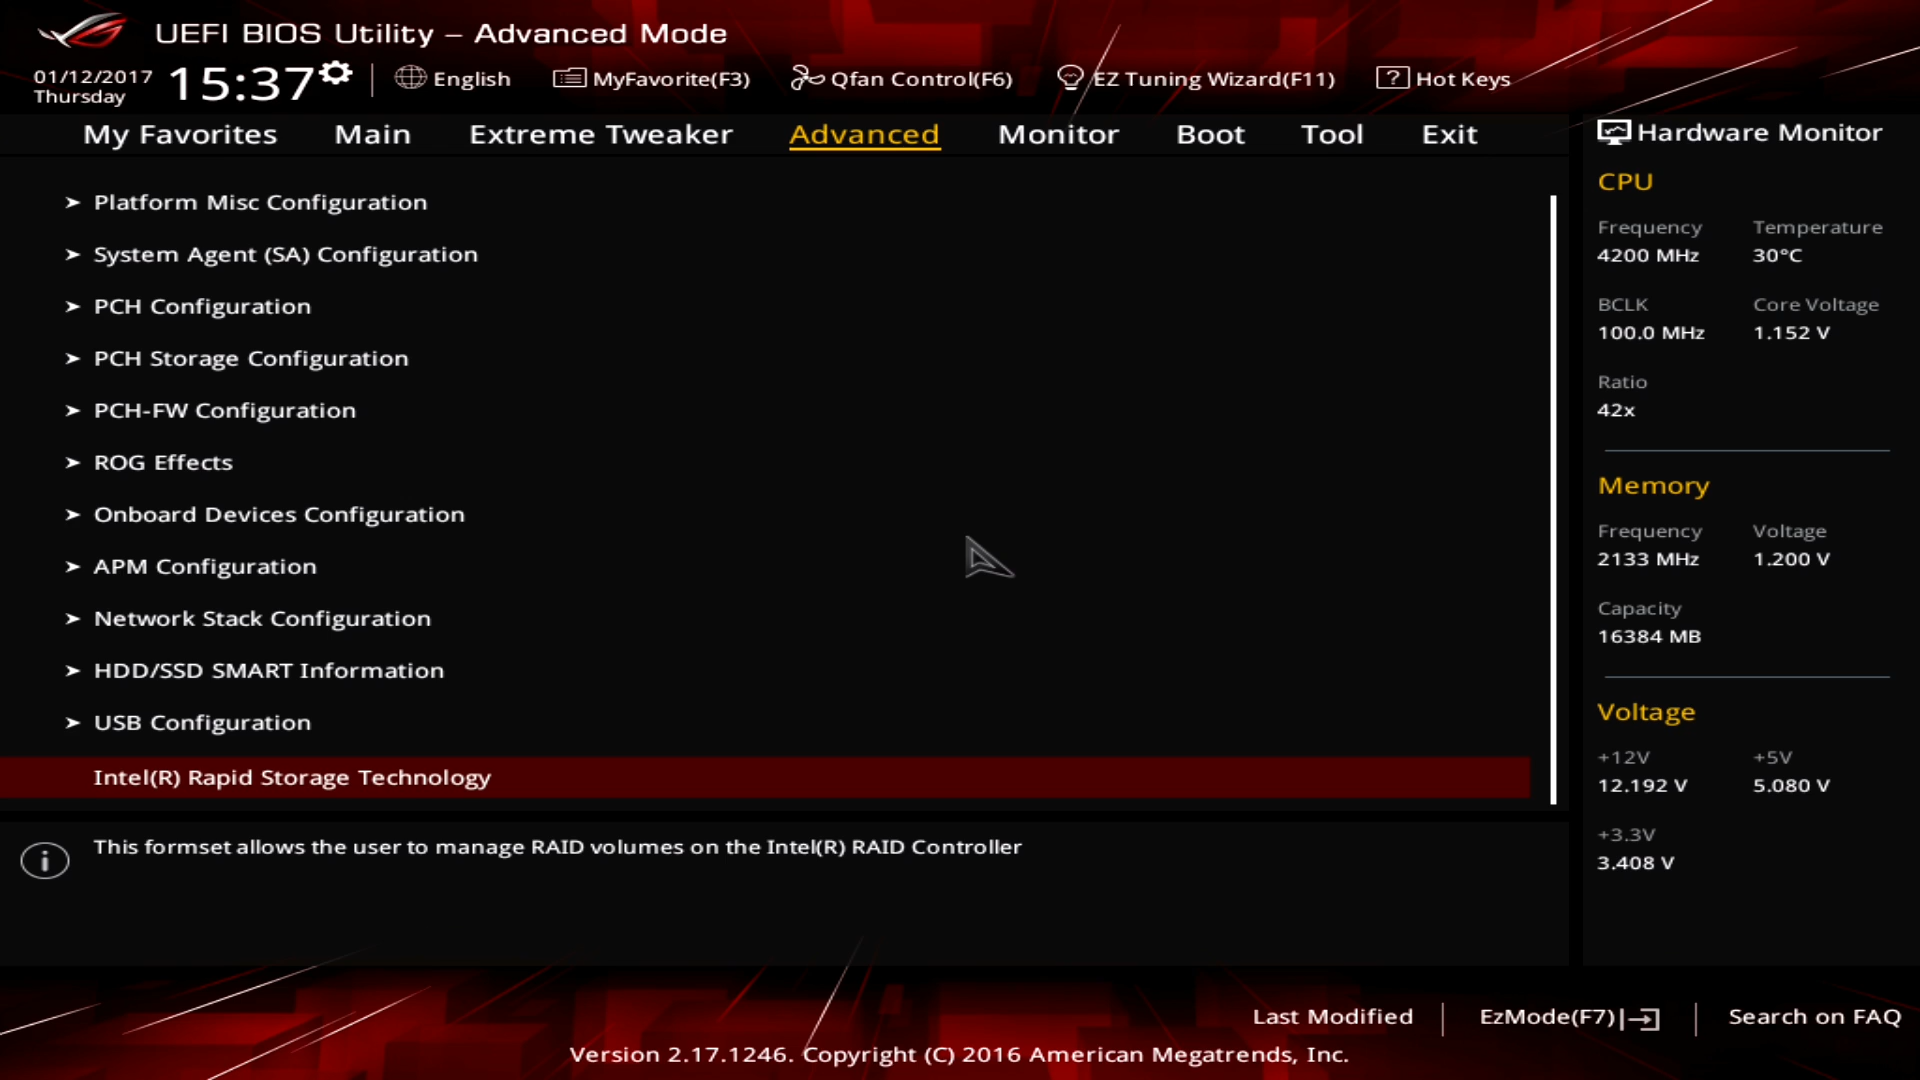 UEFI BIOS Utility – Advanced Mode
01/12/2017
Thursday
15:37
English
MyFavorite(F3)
Qfan Control(F6)
EZ Tuning Wizard(F11)
? Hot Keys
My Favorites
Main
Extreme Tweaker
Advanced
Monitor
Boot
Tool
Exit
Platform Misc Configuration
System Agent (SA) Configuration
PCH Configuration
PCH Storage Configuration
PCH-FW Configuration
ROG Effects
Onboard Devices Configuration
APM Configuration
Network Stack Configuration
HDD/SSD SMART Information
USB Configuration
Intel(R) Rapid Storage Technology
This formset allows the user to manage RAID volumes on the Intel(R) RAID Controller
Hardware Monitor
CPU
Frequency Temperature
4200 MHz 30°C
BCLK Core Voltage
100.0 MHz 1.152 V
Ratio
42x
Memory
Frequency Voltage
2133 MHz 1.200 V
Capacity
16384 MB
Voltage
+12V +5V
12.192 V 5.080 V
+3.3V
3.408 V
Last Modified
EzMode(F7)
Search on FAQ
Version 2.17.1246. Copyright (C) 2016 American Megatrends, Inc.